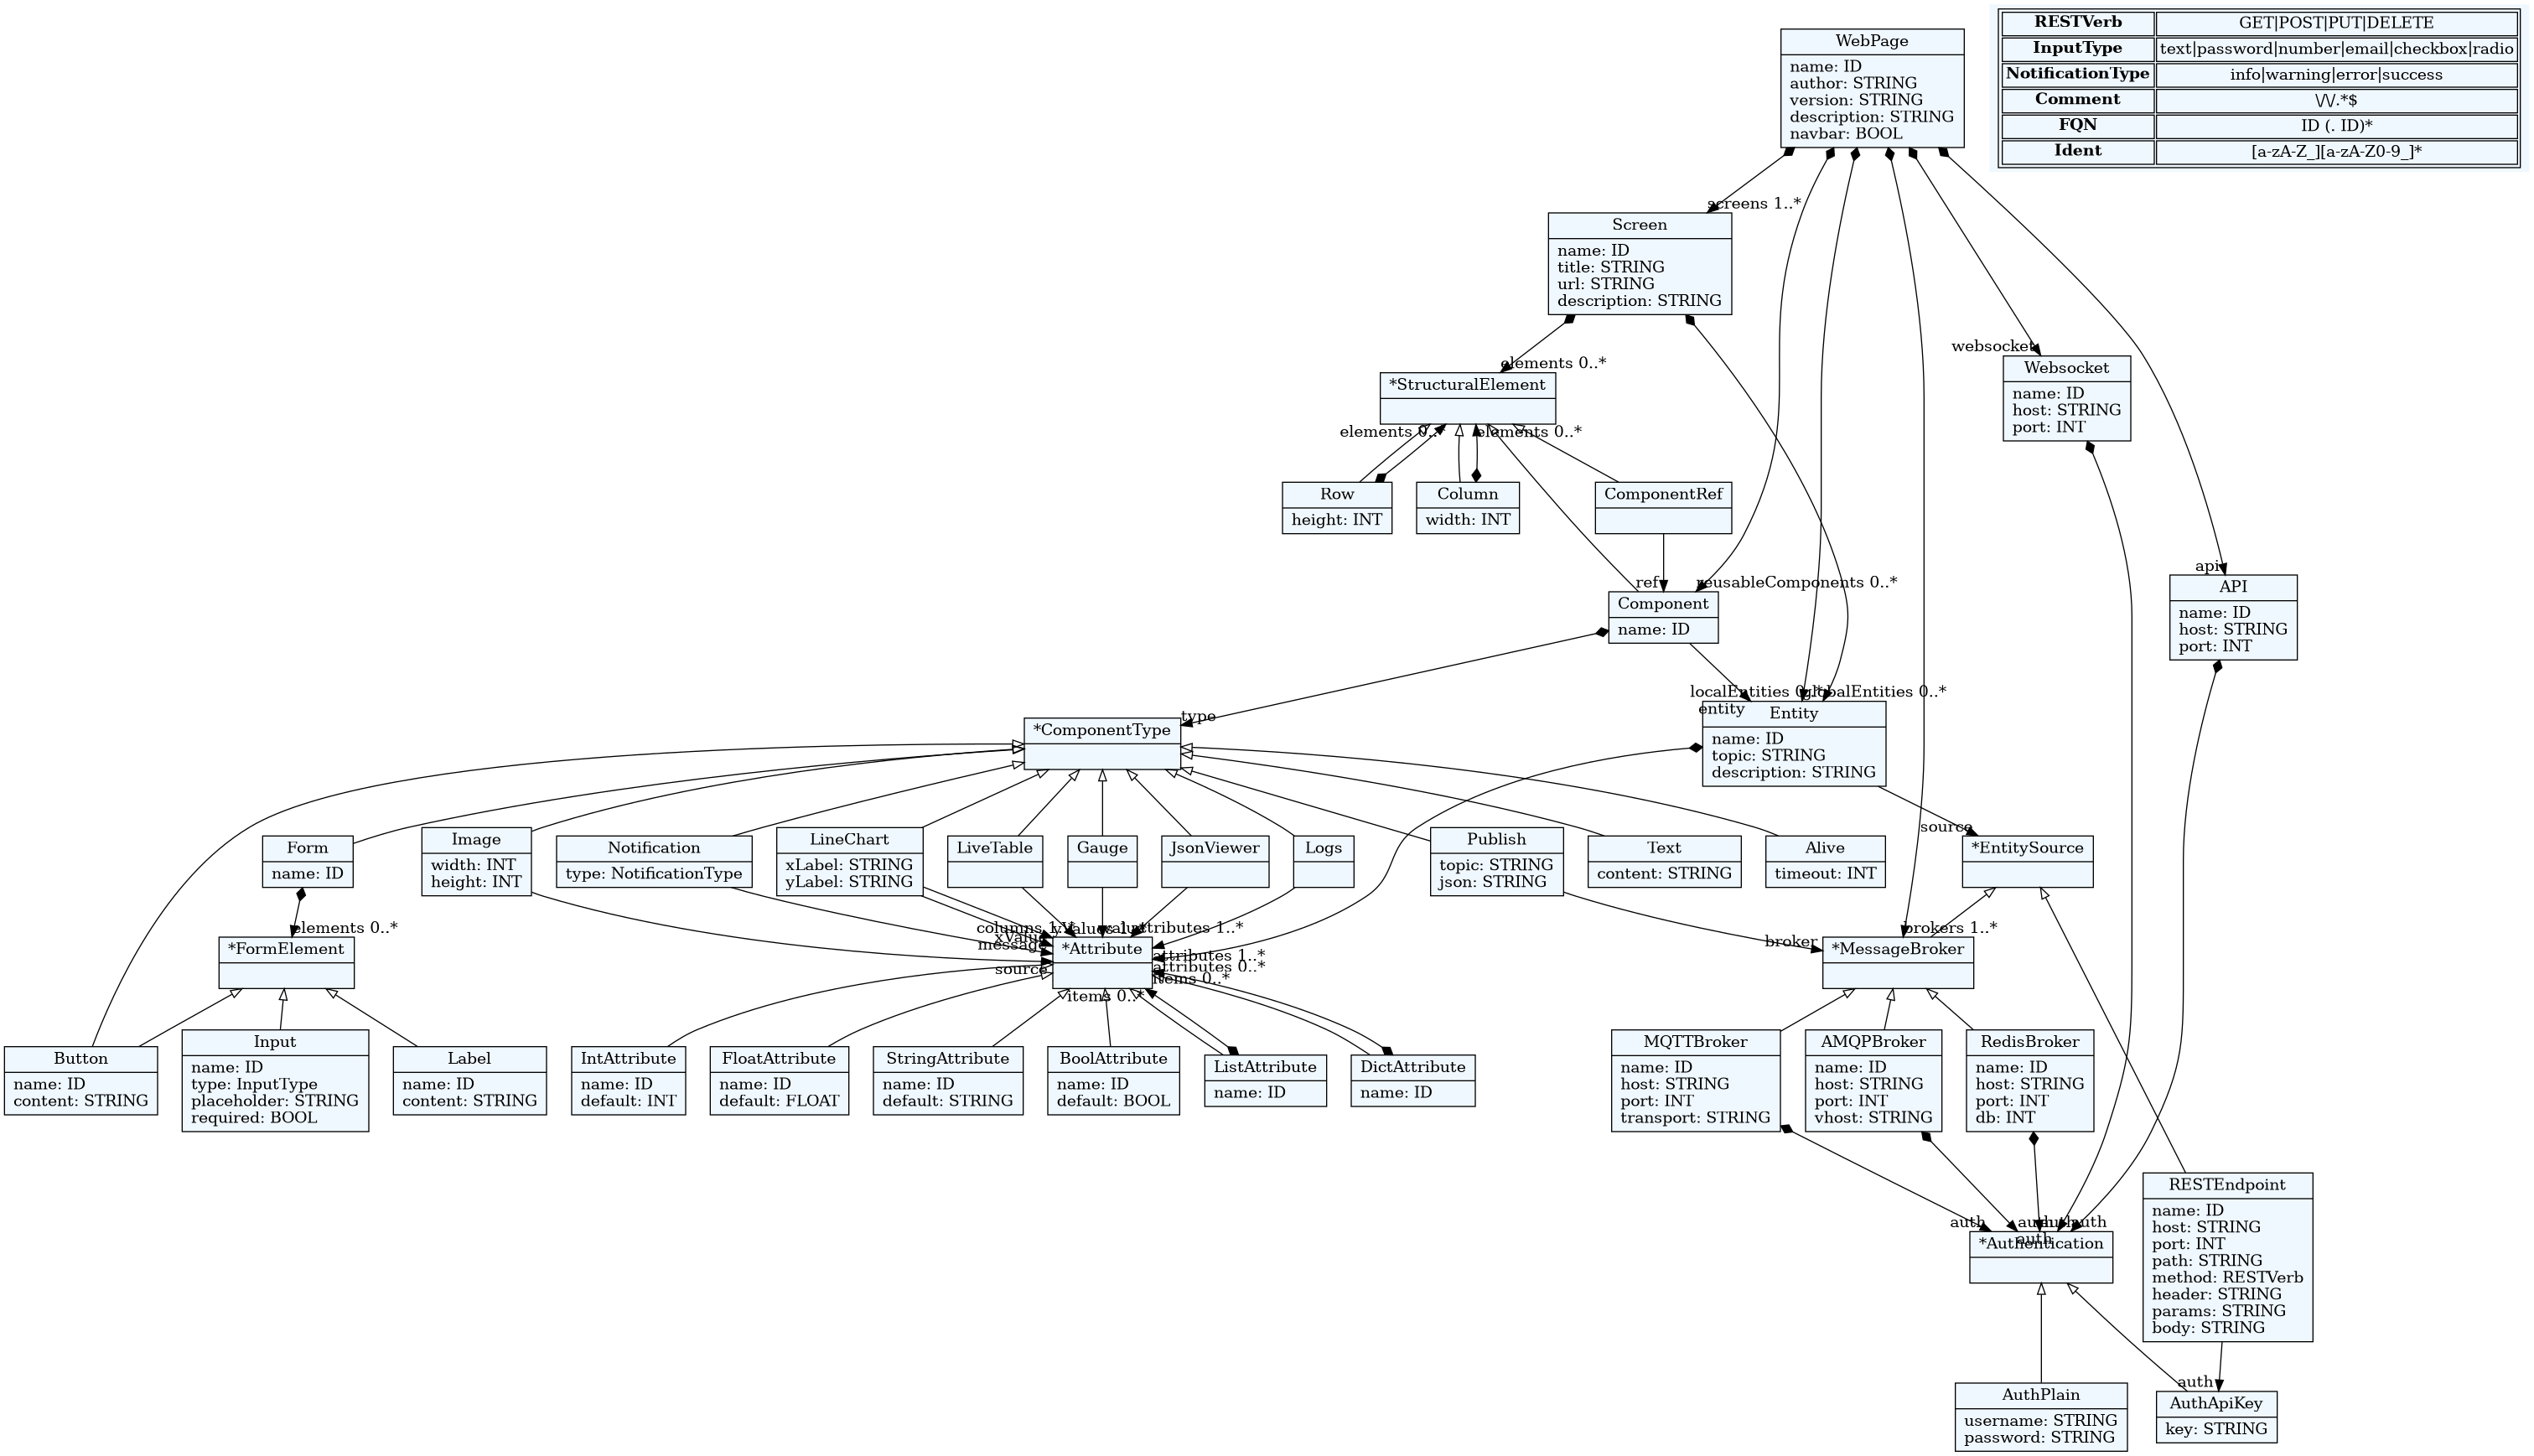 WebPage
name: ID
author: STRING
version: STRING
description: STRING
navbar: BOOL
RESTVerb GET|POST|PUT|DELETE
InputType text|password|number|email|checkbox|radio
NotificationType info|warning|error|success
Comment \/\/.*$
FQN ID (. ID)*
Ident [a-zA-Z_][a-zA-Z0-9_]*
screens 1..*
Screen
name: ID
title: STRING
url: STRING
description: STRING
websocket
Websocket
name: ID
host: STRING
port: INT
elements 0..*
*StructuralElement
elements 0..*
elements 0..*
Row
height: INT
Column
width: INT
ComponentRef
ref
reusableComponents 0..*
Component
name: ID
api
API
name: ID
host: STRING
port: INT
localEntities 0..*
globalEntities 0..*
entity
Entity
name: ID
topic: STRING
description: STRING
type
*ComponentType
Form
name: ID
Image
width: INT
height: INT
Notification
type: NotificationType
LineChart
xLabel: STRING
yLabel: STRING
LiveTable
Gauge
JsonViewer
Logs
Publish
topic: STRING
json: STRING
Text
content: STRING
Alive
timeout: INT
source
*EntitySource
elements 0..*
*FormElement
columns 1..*
yValues 1..*
value
attributes 1..*
xValue
message
source
*Attribute
attributes 1..*
attributes 0..*
items 0..*
items 0..*
broker
brokers 1..*
*MessageBroker
Button
name: ID
content: STRING
Input
name: ID
type: InputType
placeholder: STRING
required: BOOL
Label
name: ID
content: STRING
IntAttribute
name: ID
default: INT
FloatAttribute
name: ID
default: FLOAT
StringAttribute
name: ID
default: STRING
BoolAttribute
name: ID
default: BOOL
ListAttribute
name: ID
DictAttribute
name: ID
MQTTBroker
name: ID
host: STRING
port: INT
transport: STRING
AMQPBroker
name: ID
host: STRING
port: INT
vhost: STRING
RedisBroker
name: ID
host: STRING
port: INT
db: INT
auth
auth
auth
auth
auth
*Authentication
RESTEndpoint
name: ID
host: STRING
port: INT
path: STRING
method: RESTVerb
header: STRING
params: STRING
body: STRING
AuthPlain
username: STRING
password: STRING
auth
AuthApiKey
key: STRING